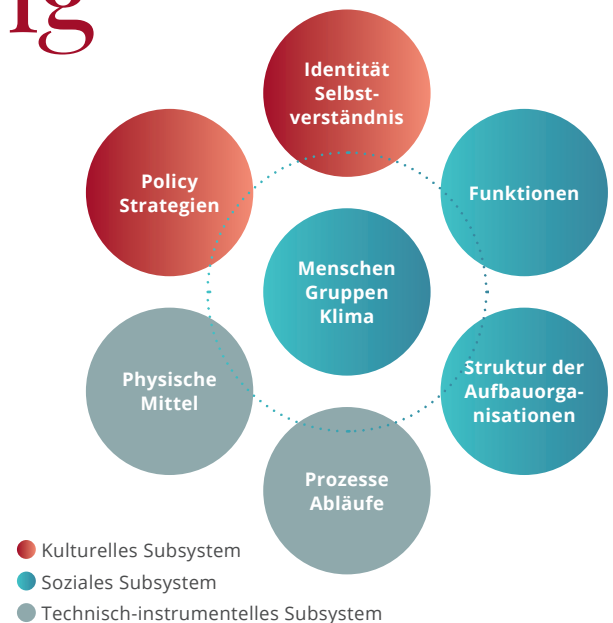 ig
Identität
Selbst-
verständnis
Policy
Strategien
Funktionen
Menschen
Gruppen
Klima
Physische
Mittel
Struktur der
Aufbauorga-
nisationen
Prozesse
Abläufe
Kulturelles Subsystem
Soziales Subsystem
Technisch-instrumentelles Subsystem